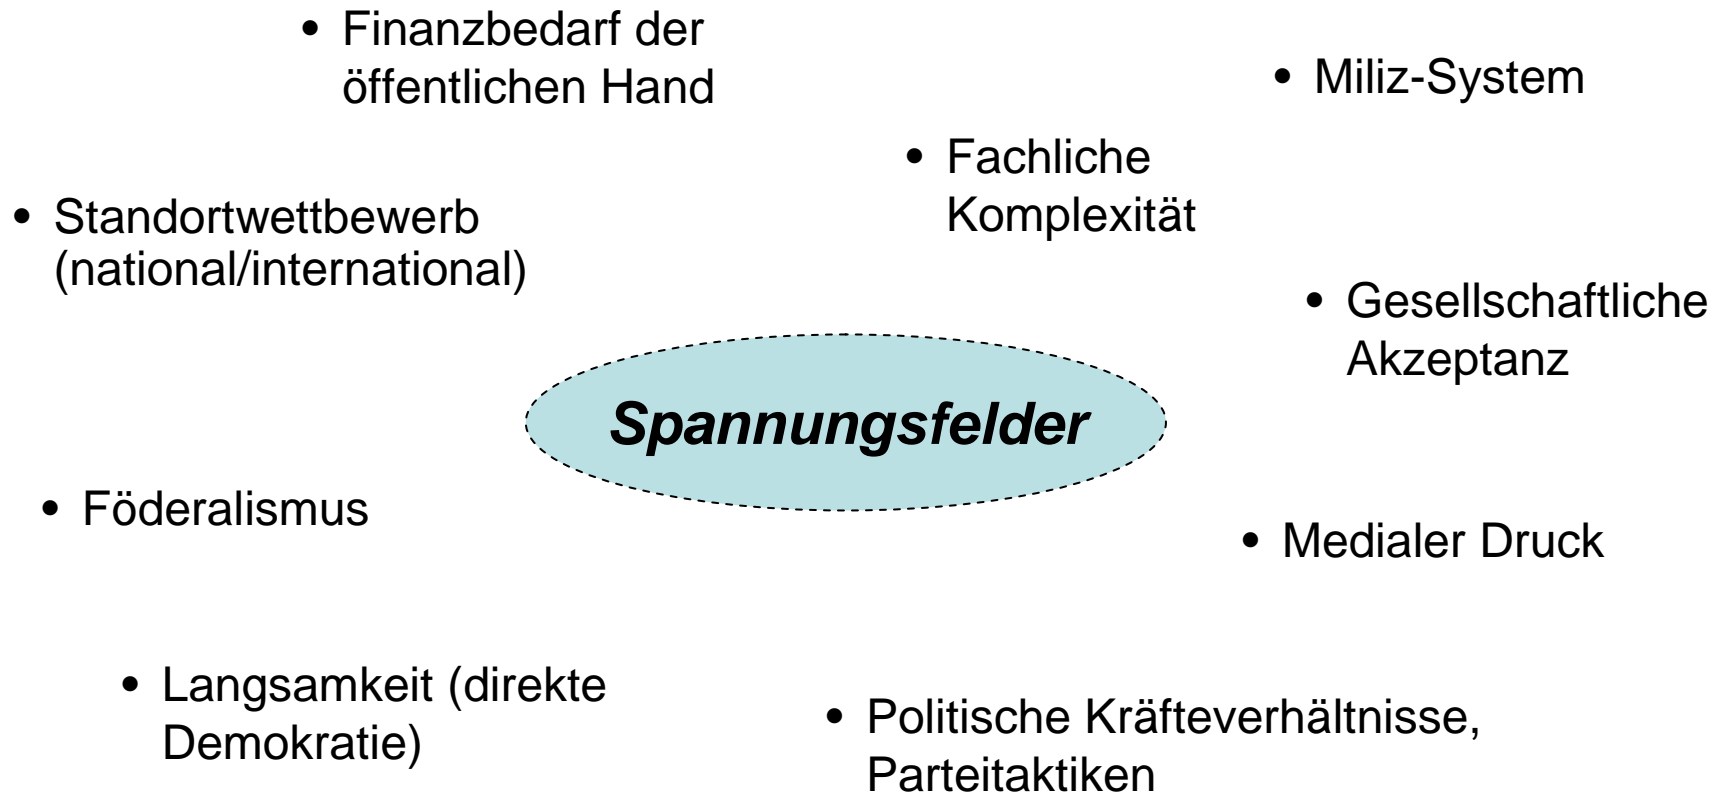 • Finanzbedarf der
öffentlichen Hand
• Miliz-System
• Fachliche
Komplexität
• Standortwettbewerb
(national/international)
• Gesellschaftliche
Akzeptanz
Spannungsfelder
• Föderalismus
• Medialer Druck
• Langsamkeit (direkte
Demokratie)
• Politische Kräfteverhältnisse,
Parteitaktiken